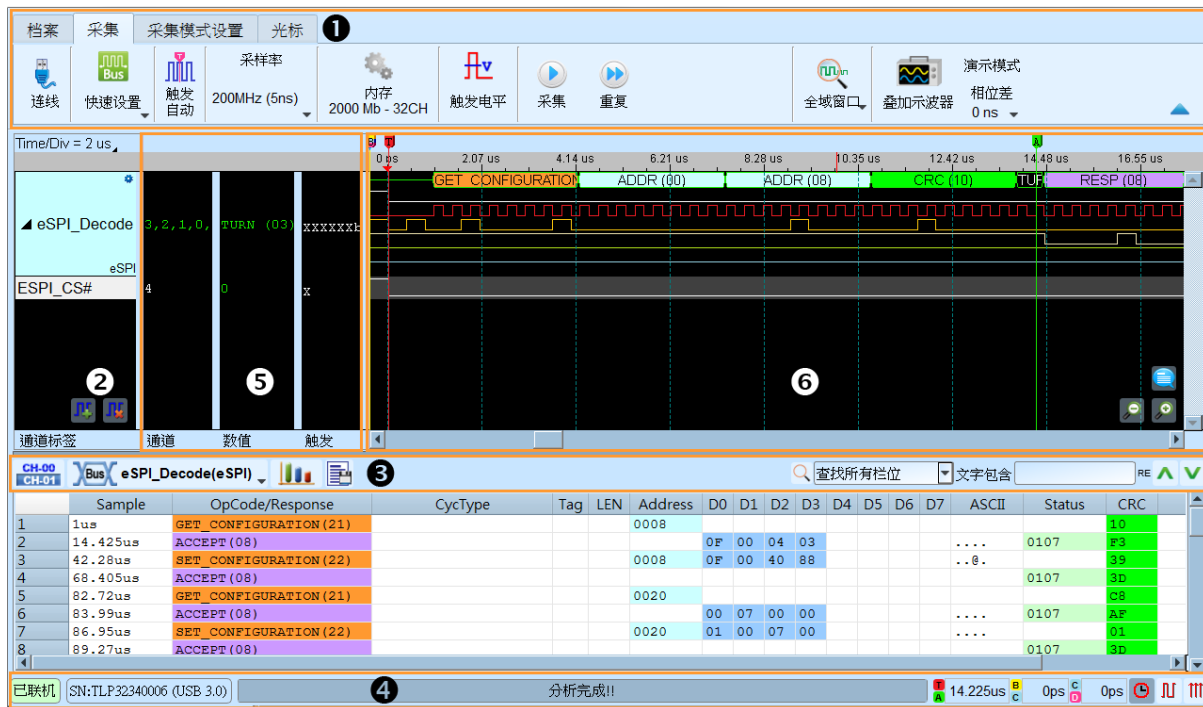 档案 采集 采集模式设置 光标 ❶
连线 Bus 快速设置 T 触发 自动 采样率 200MHz (5ns) 内存 2000 Mb - 32CH V 触发电平 采集 重复 全域窗口 叠加示波器 演示模式 相位差 0 ns
Time/Div = 2 us B T A
0 ps 2.07 us 4.14 us 6.21 us 8.28 us 10.35 us 12.42 us 14.48 us 16.55 us
GET_CONFIGURATION ADDR (00) ADDR (08) CRC (10) TUR RESP (08)
eSPI_Decode 3,2,1,0, TURN (03) xxxxxxb
eSPI
ESPI_CS# 4 0 x
❷ ❺ ❻
通道标签 通道 数值 触发
CH-00 CH-01 Bus eSPI_Decode(eSPI) ❸ 查找所有栏位 文字包含 RE
Sample OpCode/Response CycType Tag LEN Address D0 D1 D2 D3 D4 D5 D6 D7 ASCII Status CRC
1 1us GET_CONFIGURATION(21) 0008 10
2 14.425us ACCEPT(08) 0F 00 04 03 .... 0107 F3
3 42.28us SET_CONFIGURATION(22) 0008 0F 00 40 88 ..@. 39
4 68.405us ACCEPT(08) 0107 3D
5 82.72us GET_CONFIGURATION(21) 0020 C8
6 83.99us ACCEPT(08) 00 07 00 00 .... 0107 AF
7 86.95us SET_CONFIGURATION(22) 0020 01 00 07 00 .... 01
8 89.27us ACCEPT(08) 0107 3D
已联机 SN:TLP32340006 (USB 3.0) ❹ 分析完成!! T A 14.225us B C 0ps C D 0ps